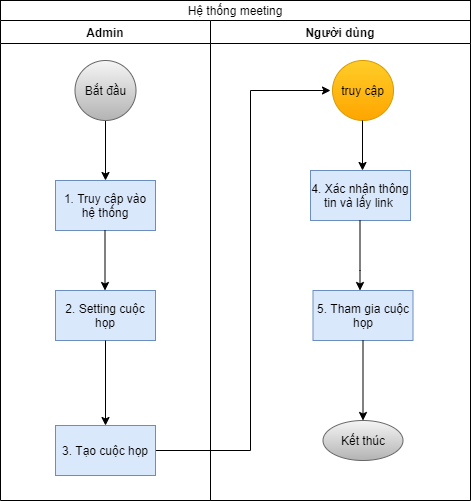 Hệ thống meeting
Admin
Người dủng
Bắt đầu
1. Truy cập vào
hệ thống
2. Setting cuộc
họp
3. Tạo cuộc họp
truy cập
4. Xác nhận thông
tin và lấy link
5. Tham gia cuộc
họp
Kết thúc